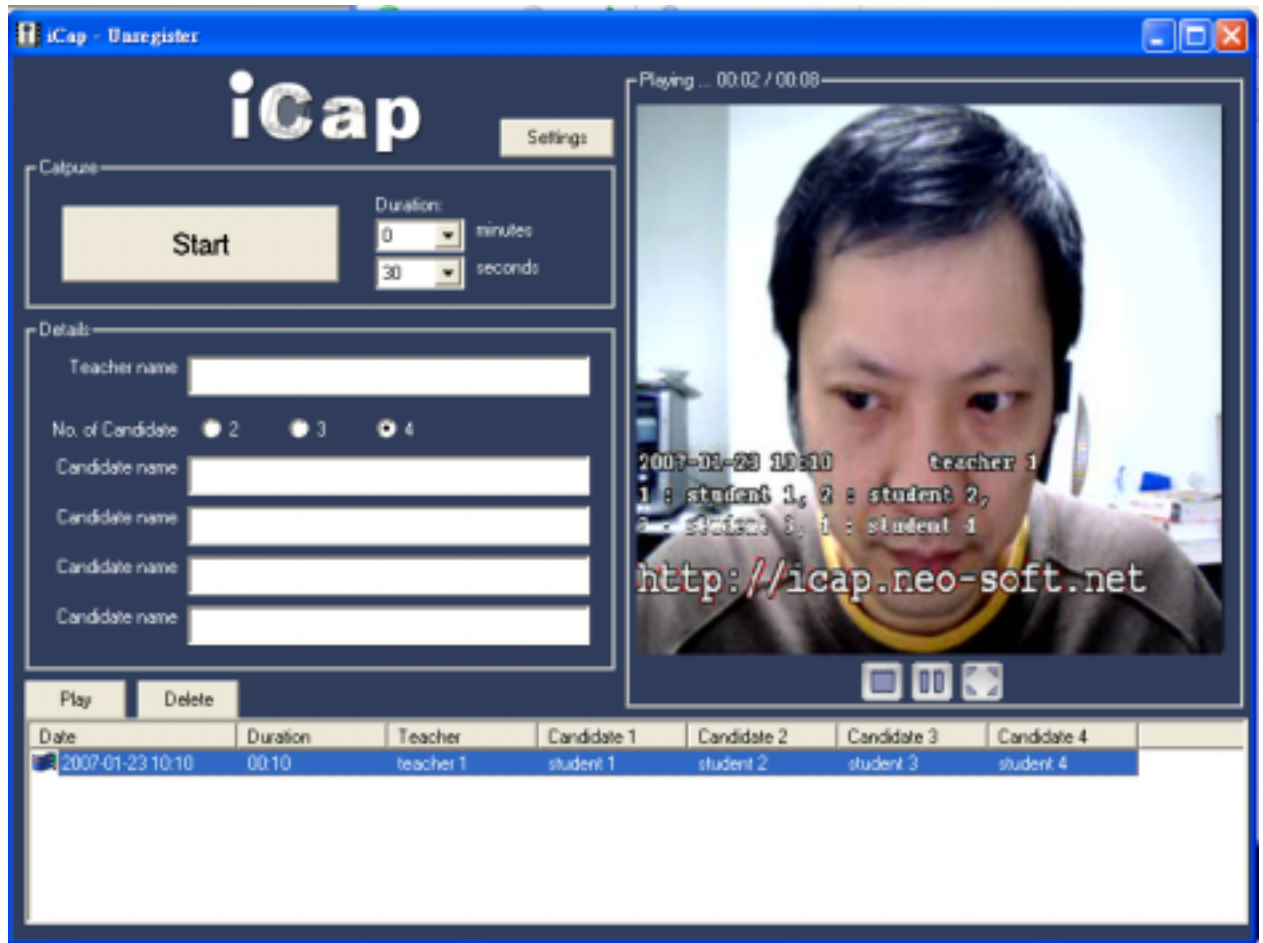 iCap - Unregister
iCap
Settings
Catpure
Start
Duration:
0 minutes
30 seconds
Details
Teacher name
No. of Candidate 2 3 4
Candidate name
Candidate name
Candidate name
Candidate name
Playing ... 00:02 / 00:08
2007-01-23 10:10 teacher 1
1 : student 1, 2 : student 2,
student 4
http://icap.neo-soft.net
Play Delete
Date Duration Teacher Candidate 1 Candidate 2 Candidate 3 Candidate 4
2007-01-23 10:10 00:10 teacher 1 student 1 student 2 student 3 student 4